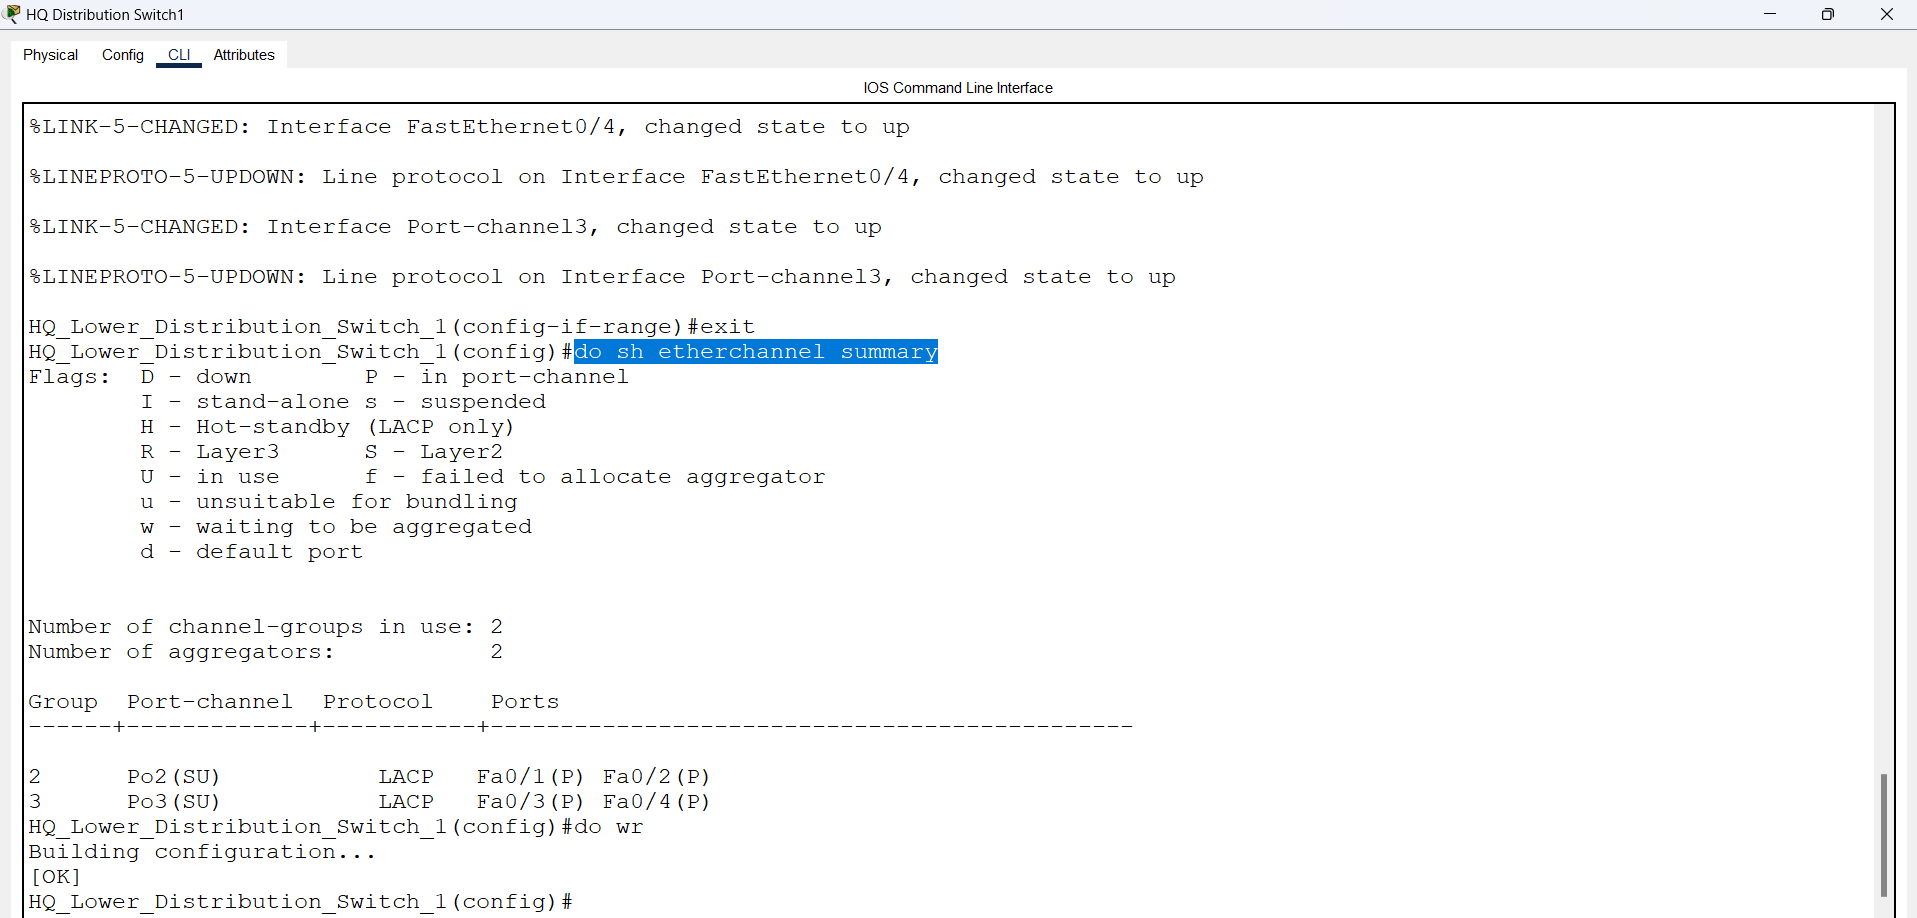 HQ Distribution Switch1
Physical Config CLI Attributes
IOS Command Line Interface
%LINK-5-CHANGED: Interface FastEthernet0/4, changed state to up
%LINEPROTO-5-UPDOWN: Line protocol on Interface FastEthernet0/4, changed state to up
%LINK-5-CHANGED: Interface Port-channel3, changed state to up
%LINEPROTO-5-UPDOWN: Line protocol on Interface Port-channel3, changed state to up
HQ_Lower_Distribution_Switch_1(config-if-range)#exit
HQ_Lower_Distribution_Switch_1(config)#do sh etherchannel summary
Flags:  D - down        P - in port-channel
        I - stand-alone s - suspended
        H - Hot-standby (LACP only)
        R - Layer3      S - Layer2
        U - in use      f - failed to allocate aggregator
        u - unsuitable for bundling
        w - waiting to be aggregated
        d - default port
Number of channel-groups in use: 2
Number of aggregators:           2
Group  Port-channel  Protocol    Ports
------+-------------+-----------+----------------------------------------------
2      Po2(SU)           LACP   Fa0/1(P) Fa0/2(P)
3      Po3(SU)           LACP   Fa0/3(P) Fa0/4(P)
HQ_Lower_Distribution_Switch_1(config)#do wr
Building configuration...
[OK]
HQ_Lower_Distribution_Switch_1(config)#